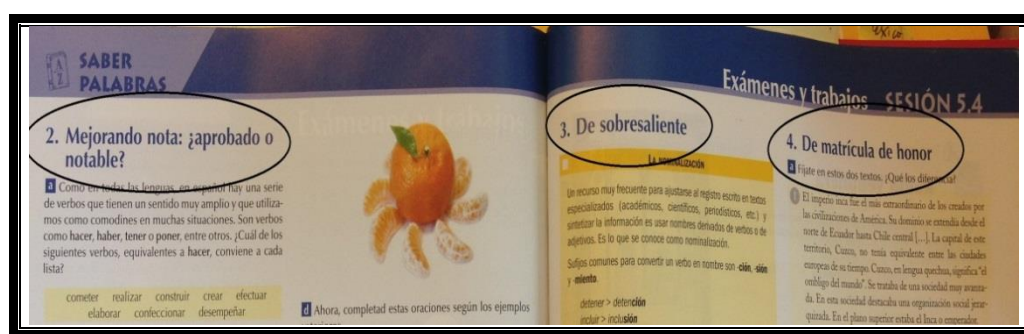 SABER
PALABRAS
2. Mejorando nota: ¿aprobado o
notable?
a Como en todas las lenguas, en español hay una serie
de verbos que tienen un sentido muy amplio y que utiliza-
mos como comodines en muchas situaciones. Son verbos
como hacer, haber, tener o poner, entre otros. ¿Cuál de los
siguientes verbos, equivalentes a hacer, conviene a cada
lista?
cometer realizar construir crear efectuar
elaborar confeccionar desempeñar
d Ahora, completad estas oraciones según los ejemplos
Exámenes y trabajos SESIÓN 5.4
3. De sobresaliente
LA NOMINALIZACIÓN
Un recurso muy frecuente para ajustarse al registro escrito en textos
especializados (académicos, científicos, periodísticos, etc.) y
sintetizar la información es usar nombres derivados de verbos o de
adjetivos. Es lo que se conoce como nominalización.
Sufijos comunes para convertir un verbo en nombre son -ción, -sión
y -miento.
detener > detención
incluir > inclusión
4. De matrícula de honor
a Fíjate en estos dos textos. ¿Qué los diferencia?
El imperio inca fue el más extraordinario de los creados por
las civilizaciones de América. Su dominio se extendía desde el
norte de Ecuador hasta Chile central [...]. La capital de este
territorio, Cuzco, no tenía equivalente entre las ciudades
europeas de su tiempo. Cuzco, en lengua quechua, significa "el
ombligo del mundo". Se trataba de una sociedad muy avanza-
da. En esta sociedad destacaba una organización social jerar-
quizada. En el plano superior estaba el Inca o emperador.